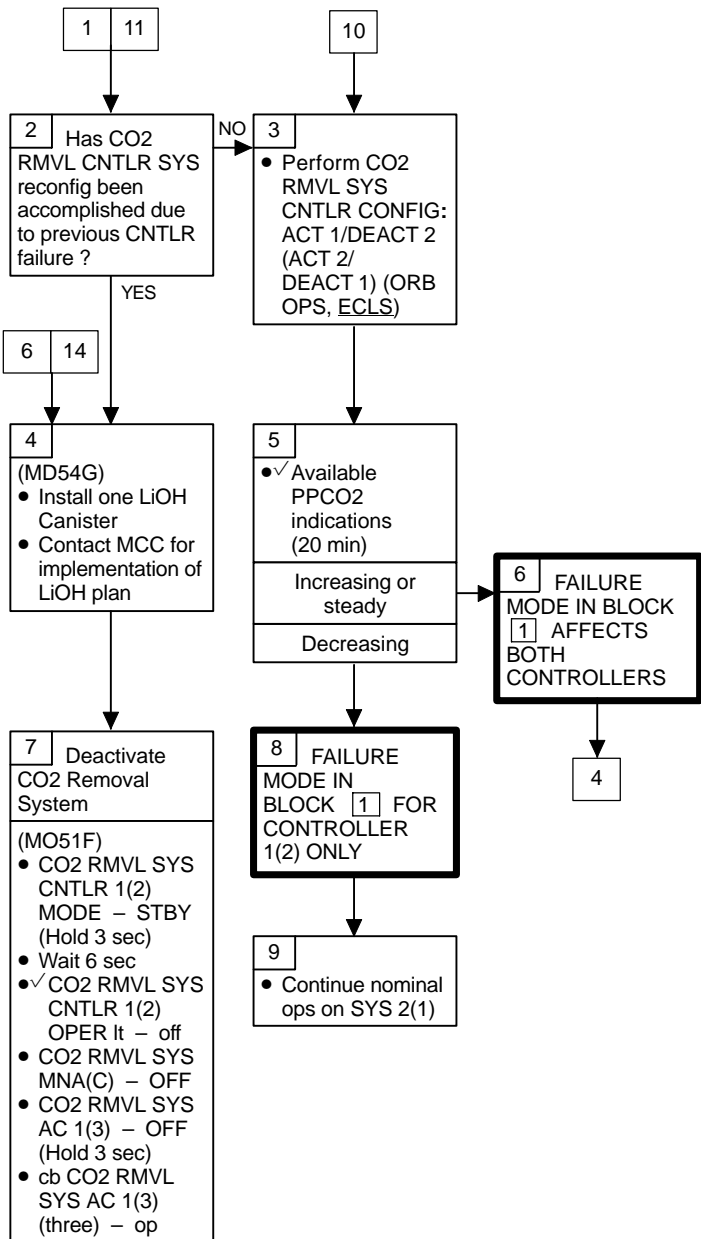 1 11
10
2 Has CO2
RMVL CNTLR SYS
reconfig been
accomplished due
to previous CNTLR
failure ?
NO
YES
3
• Perform CO2
RMVL SYS
CNTLR CONFIG:
ACT 1/DEACT 2
(ACT 2/
DEACT 1) (ORB
OPS, ECLS)
6 14
4
(MD54G)
• Install one LiOH
Canister
• Contact MCC for
implementation of
LiOH plan
5
•√ Available
PPCO2
indications
(20 min)
Increasing or
steady
Decreasing
6 FAILURE
MODE IN BLOCK
1 AFFECTS
BOTH
CONTROLLERS
4
7 Deactivate
CO2 Removal
System
(MO51F)
• CO2 RMVL SYS
CNTLR 1(2)
MODE – STBY
(Hold 3 sec)
• Wait 6 sec
•√ CO2 RMVL SYS
CNTLR 1(2)
OPER lt – off
• CO2 RMVL SYS
MNA(C) – OFF
• CO2 RMVL SYS
AC 1(3) – OFF
(Hold 3 sec)
• cb CO2 RMVL
SYS AC 1(3)
(three) – op
8 FAILURE
MODE IN
BLOCK 1 FOR
CONTROLLER
1(2) ONLY
9
• Continue nominal
ops on SYS 2(1)